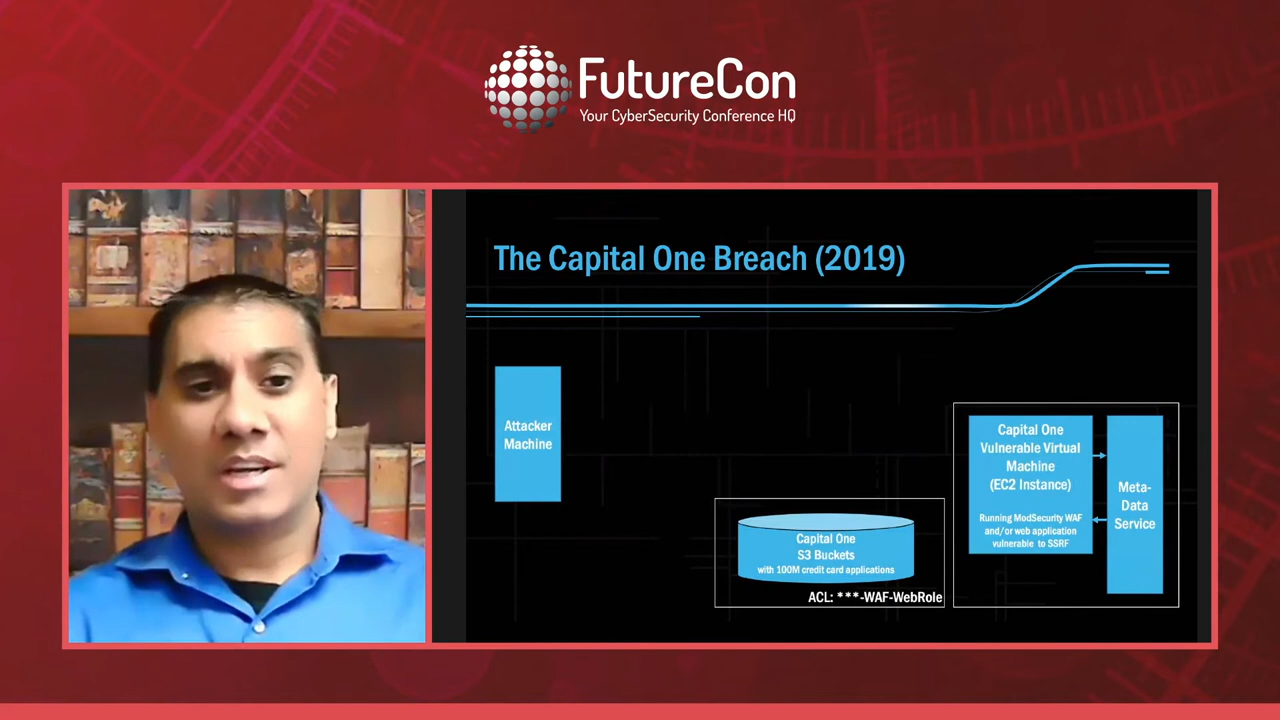 FutureCon
Your CyberSecurity Conference HQ
The Capital One Breach (2019)
Attacker
Machine
Capital One
S3 Buckets
with 100M credit card applications
ACL: ***-WAF-WebRole
Capital One
Vulnerable Virtual
Machine
(EC2 Instance)
Running ModSecurity WAF
and/or web application
vulnerable to SSRF
Meta-
Data
Service